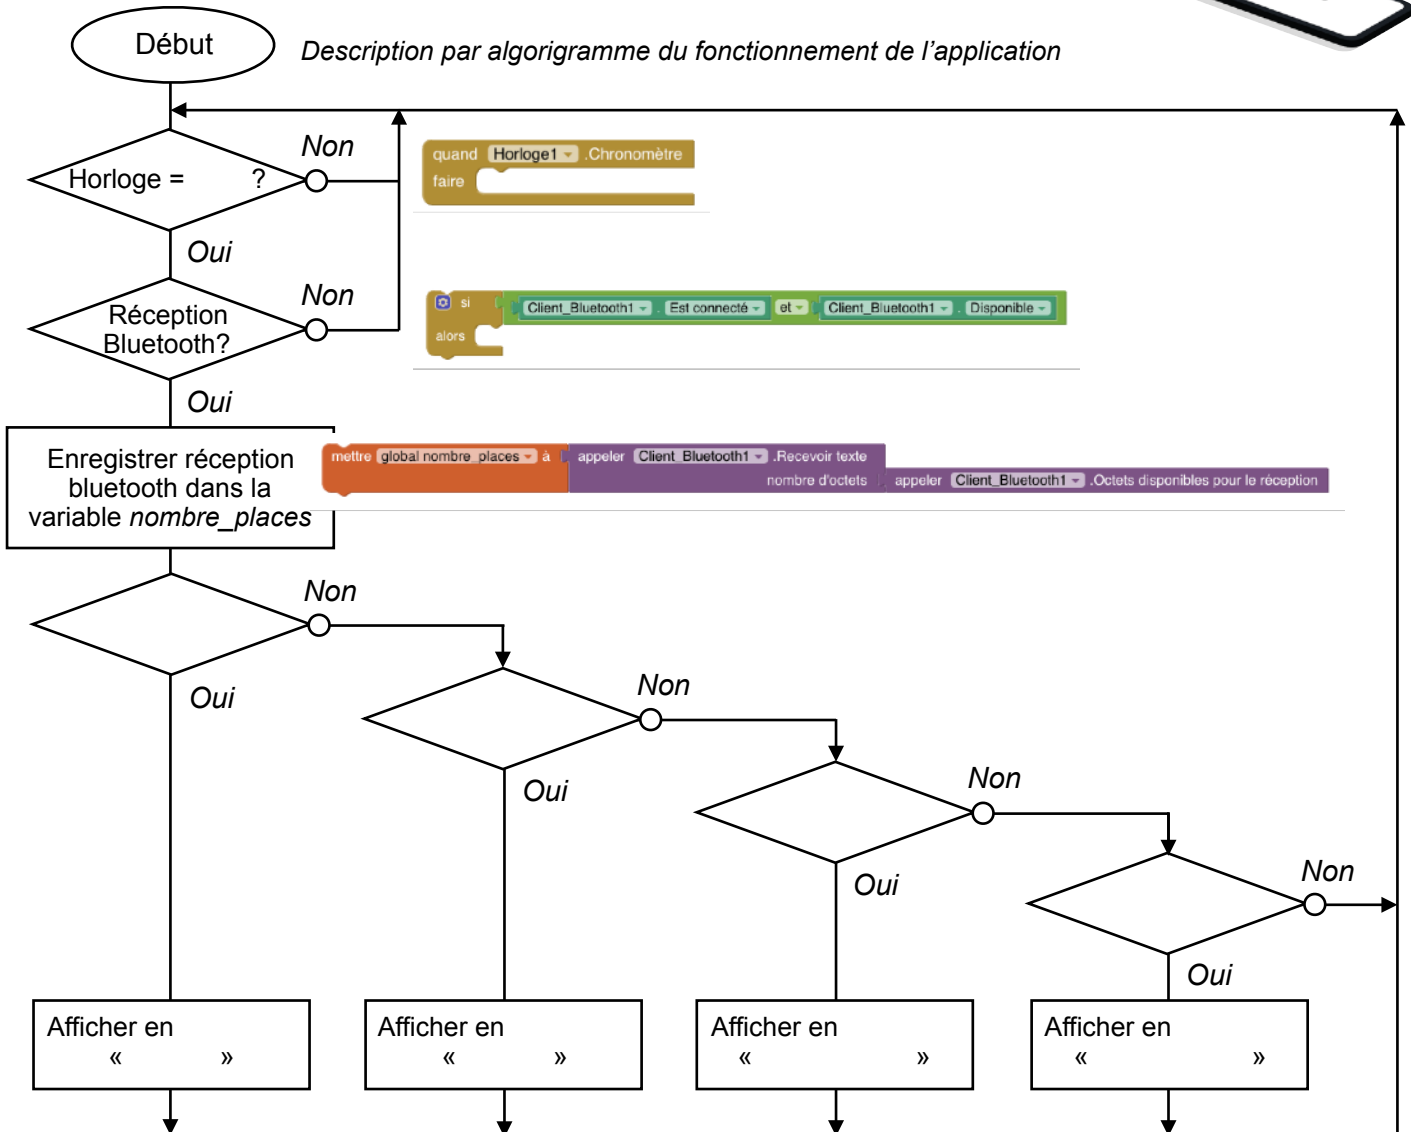 Début
Description par algorigramme du fonctionnement de l’application
Non
Horloge = ?
quand Horloge1 .Chronomètre
faire
Oui
Non
Réception
Bluetooth?
si Client_Bluetooth1 . Est connecté et Client_Bluetooth1 . Disponible
alors
Oui
Enregistrer réception
bluetooth dans la
variable nombre_places
mettre global nombre_places à appeler Client_Bluetooth1 .Recevoir texte
nombre d'octets appeler Client_Bluetooth1 .Octets disponibles pour le réception
Non
Oui
Non
Oui
Non
Oui
Non
Oui
Afficher en
« »
Afficher en
« »
Afficher en
« »
Afficher en
« »